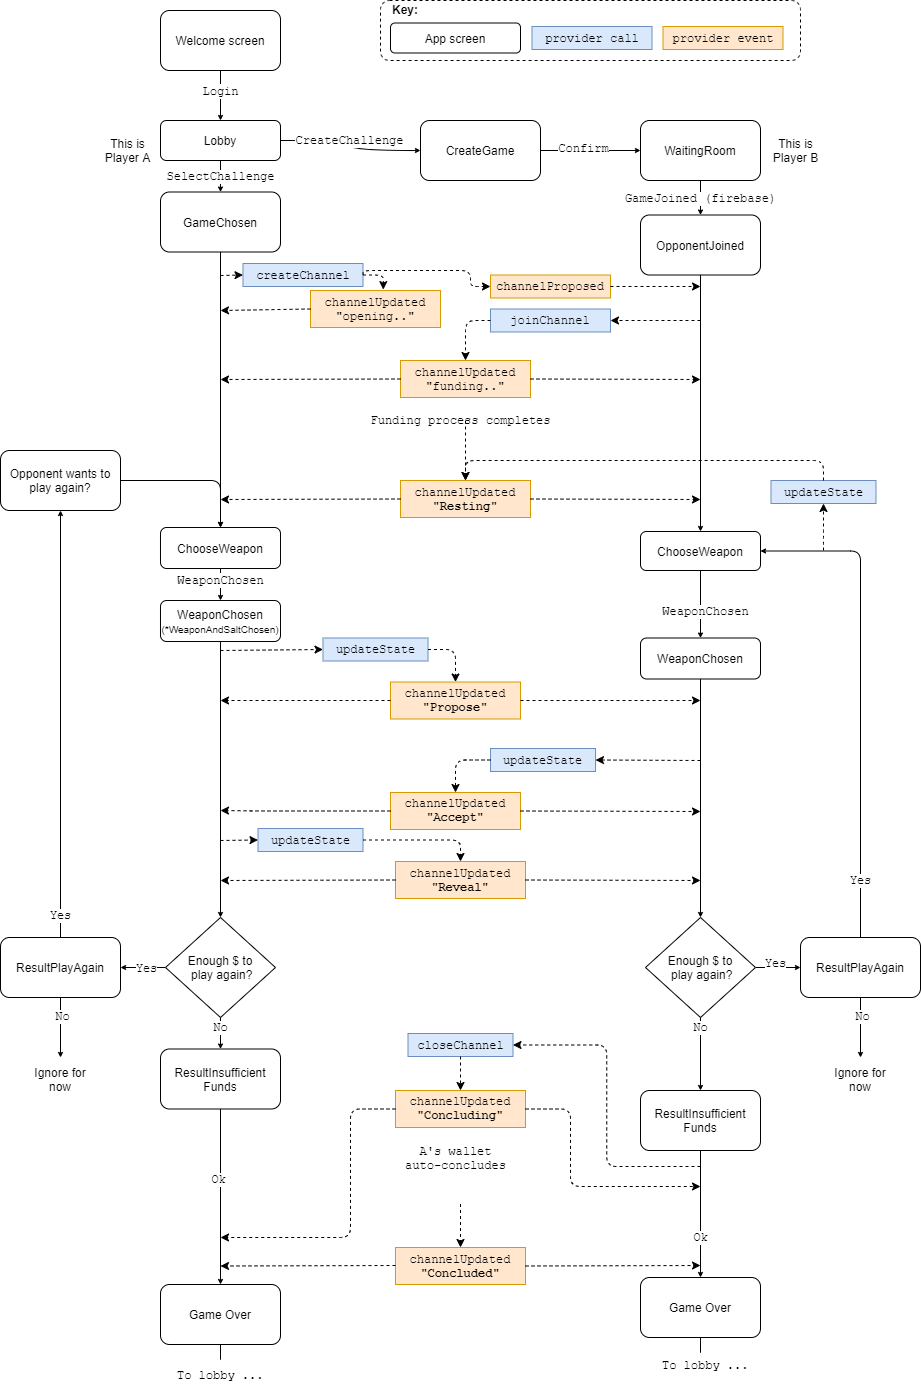 Key:
App screen
provider call
provider event
Welcome screen
Login
This is
Player A
Lobby
CreateChallenge
CreateGame
Confirm
WaitingRoom
This is
Player B
SelectChallenge
GameJoined (firebase)
GameChosen
OpponentJoined
createChannel
channelProposed
channelUpdated
"opening.."
joinChannel
channelUpdated
"funding.."
Funding process completes
Opponent wants to
play again?
channelUpdated
"Resting"
updateState
ChooseWeapon
ChooseWeapon
WeaponChosen
WeaponChosen
WeaponChosen
(*WeaponAndSaltChosen)
updateState
WeaponChosen
channelUpdated
"Propose"
updateState
channelUpdated
"Accept"
updateState
channelUpdated
"Reveal"
Yes
Yes
ResultPlayAgain
Yes
Enough $ to
play again?
Enough $ to
play again?
Yes
ResultPlayAgain
No
No
No
No
closeChannel
Ignore for
now
ResultInsufficient
Funds
Ignore for
now
channelUpdated
"Concluding"
ResultInsufficient
Funds
A's wallet
auto-concludes
Ok
Ok
channelUpdated
"Concluded"
Game Over
Game Over
To lobby ...
To lobby ...